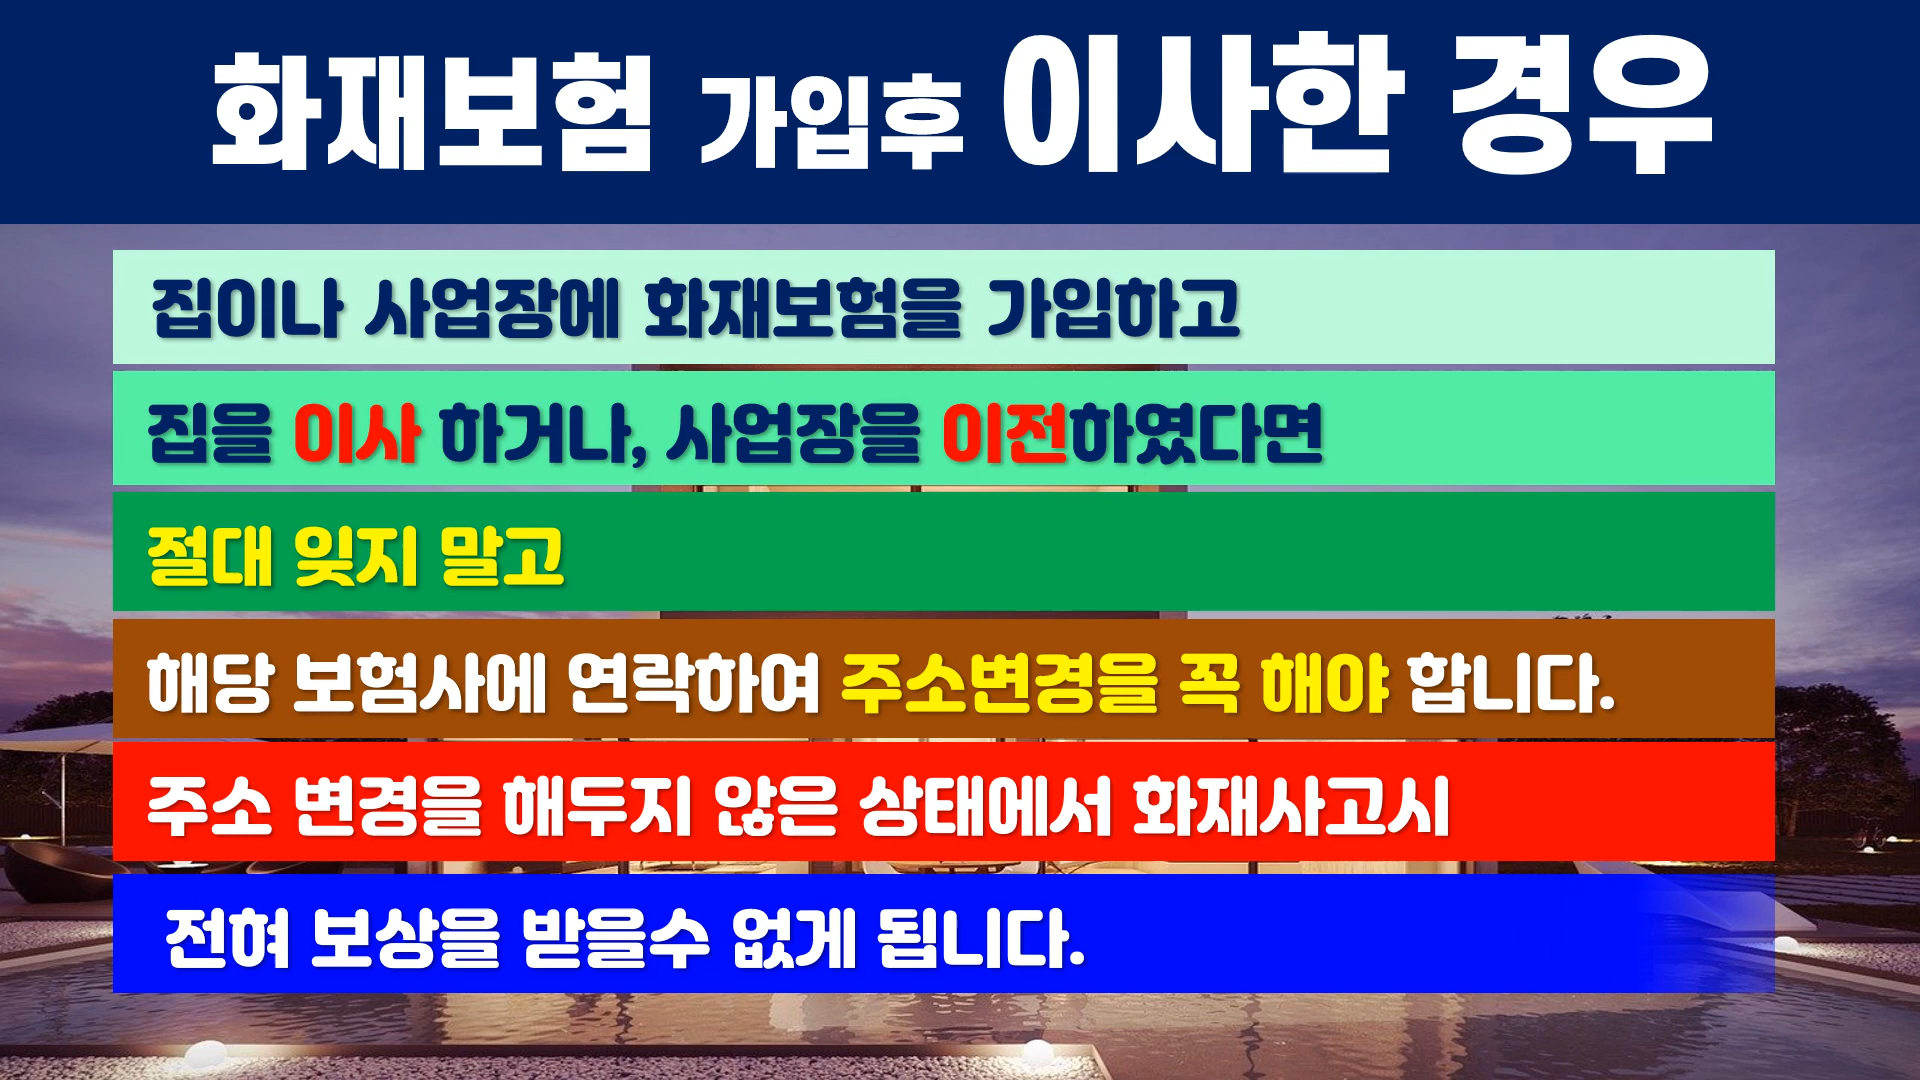 화재보험 가입후 이사한 경우
집이나 사업장에 화재보험을 가입하고
집을 이사 하거나, 사업장을 이전하였다면
절대 잊지 말고
해당 보험사에 연락하여 주소변경을 꼭 해야 합니다.
주소 변경을 해두지 않은 상태에서 화재사고시
전혀 보상을 받을수 없게 됩니다.